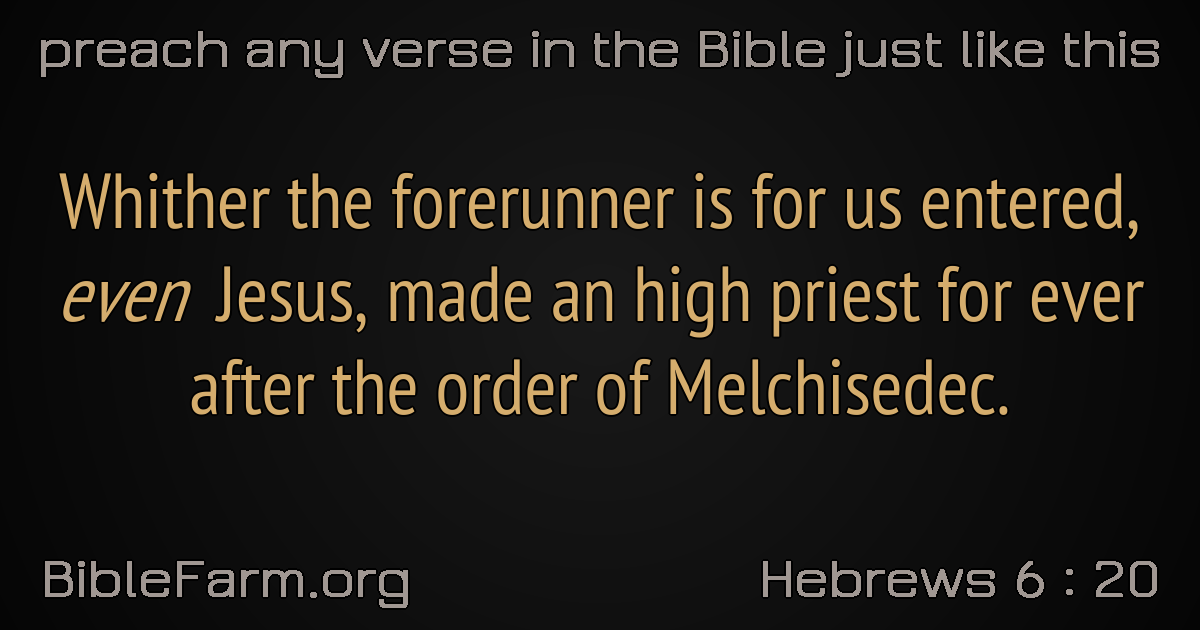 preach any verse in the Bible just like this
Whither the forerunner is for us entered,
even Jesus, made an high priest for ever
after the order of Melchisedec.
BibleFarm.org
Hebrews 6 : 20